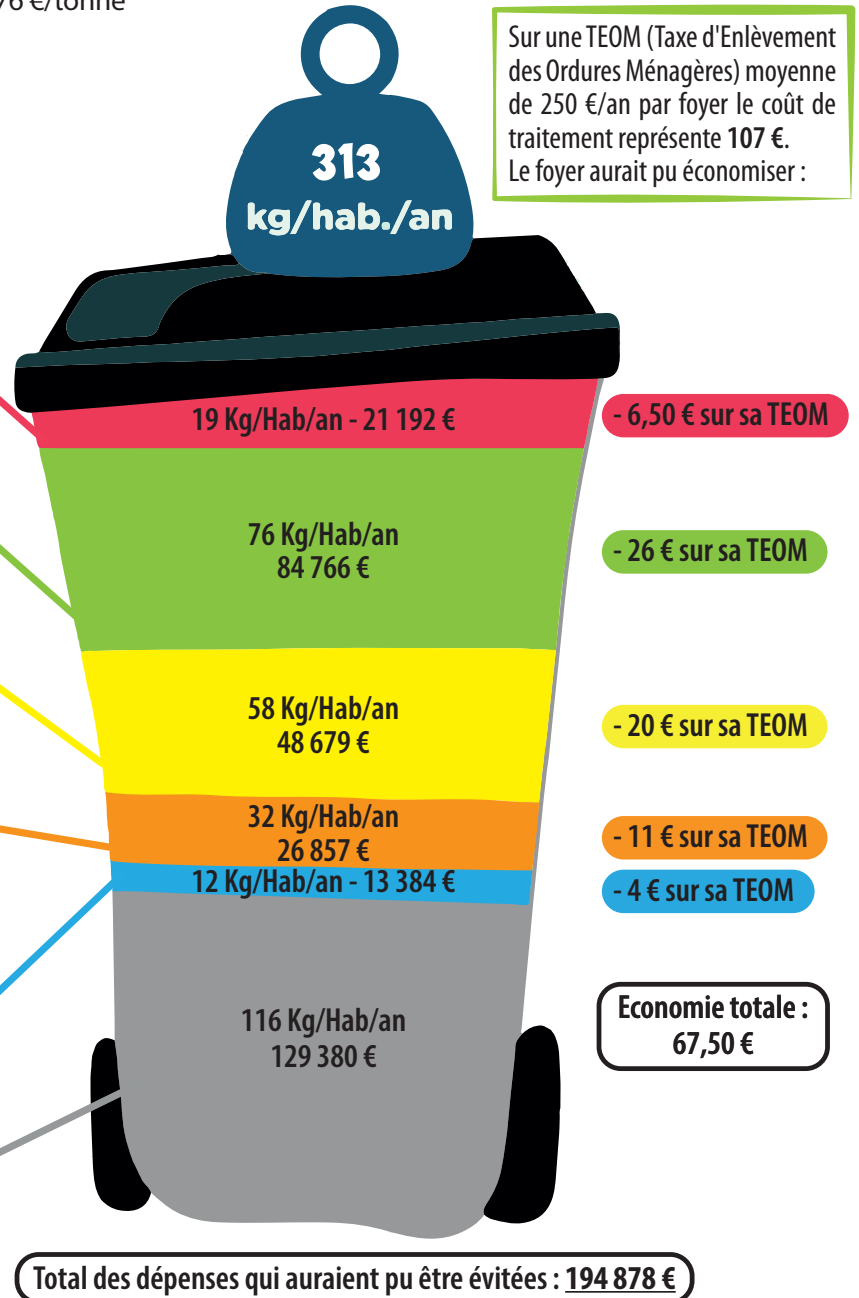 76 €/tonne
313
kg/hab./an
Sur une TEOM (Taxe d'Enlèvement
des Ordures Ménagères) moyenne
de 250 €/an par foyer le coût de
traitement représente 107 €.
Le foyer aurait pu économiser :
19 Kg/Hab/an - 21 192 €
- 6,50 € sur sa TEOM
76 Kg/Hab/an
84 766 €
- 26 € sur sa TEOM
58 Kg/Hab/an
48 679 €
- 20 € sur sa TEOM
32 Kg/Hab/an
26 857 €
- 11 € sur sa TEOM
12 Kg/Hab/an - 13 384 €
- 4 € sur sa TEOM
116 Kg/Hab/an
129 380 €
Economie totale :
67,50 €
Total des dépenses qui auraient pu être évitées : 194 878 €